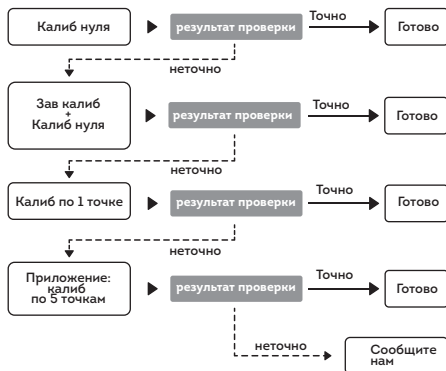 Калиб нуля
результат проверки
Точно
Готово
неточно
Зав калиб
+
Калиб нуля
результат проверки
Точно
Готово
неточно
Калиб по 1 точке
результат проверки
Точно
Готово
неточно
Приложение:
калиб
по 5 точкам
результат проверки
Точно
Готово
неточно
Сообщите
нам